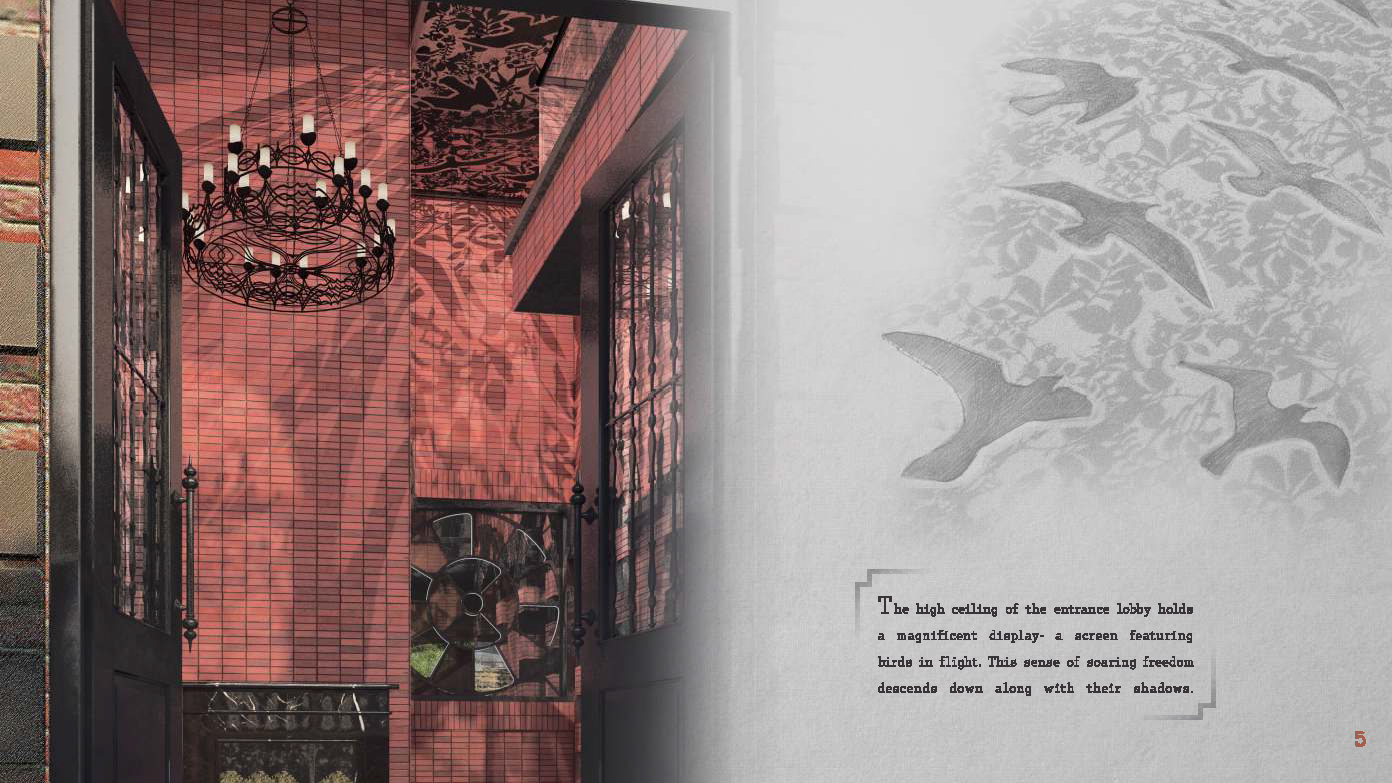 The high ceiling of the entrance lobby holds
a magnificent display- a screen featuring
birds in flight. This sense of soaring freedom
descends down along with their shadows.
5